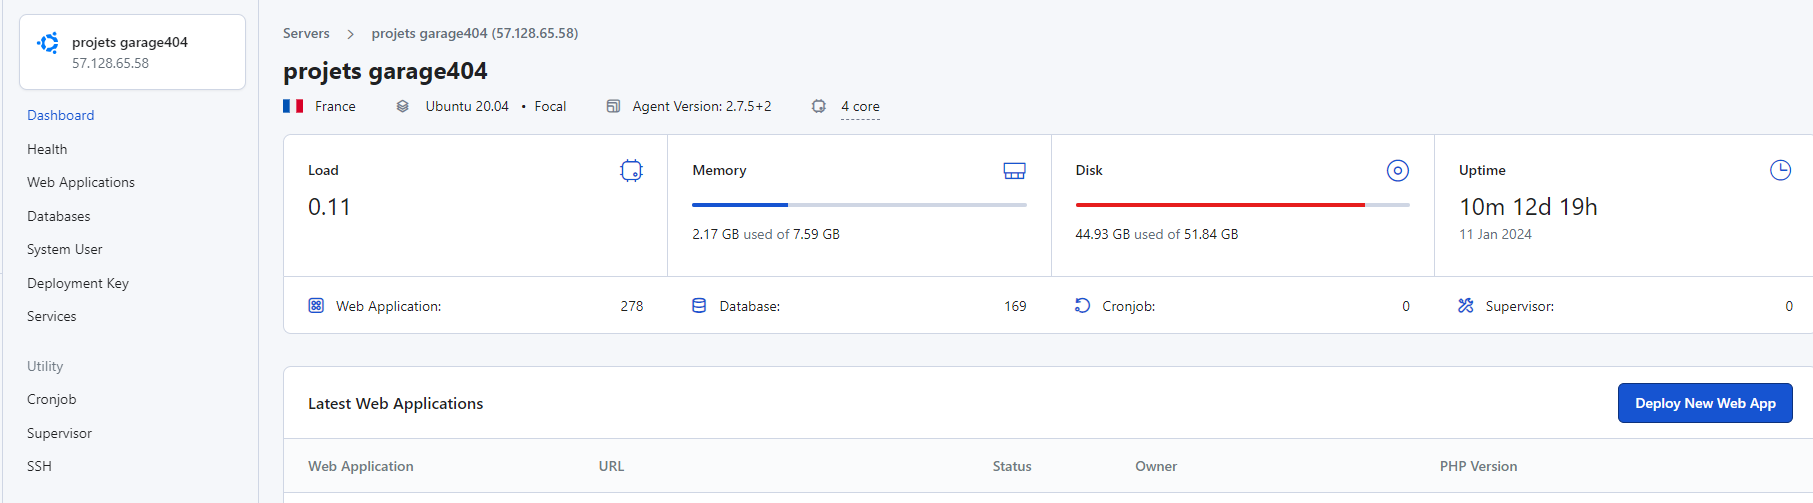 projets garage404
57.128.65.58
Dashboard
Health
Web Applications
Databases
System User
Deployment Key
Services
Utility
Cronjob
Supervisor
SSH
Servers > projets garage404 (57.128.65.58)
projets garage404
France Ubuntu 20.04 • Focal Agent Version: 2.7.5+2 4 core
Load
0.11
Memory
2.17 GB used of 7.59 GB
Disk
44.93 GB used of 51.84 GB
Uptime
10m 12d 19h
11 Jan 2024
Web Application: 278
Database: 169
Cronjob: 0
Supervisor: 0
Latest Web Applications
Deploy New Web App
Web Application URL Status Owner PHP Version